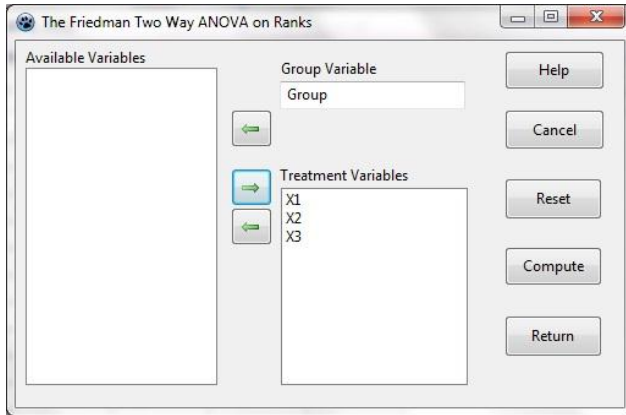 The Friedman Two Way ANOVA on Ranks
Available Variables
Group Variable
Group
Treatment Variables
X1
X2
X3
Help
Cancel
Reset
Compute
Return